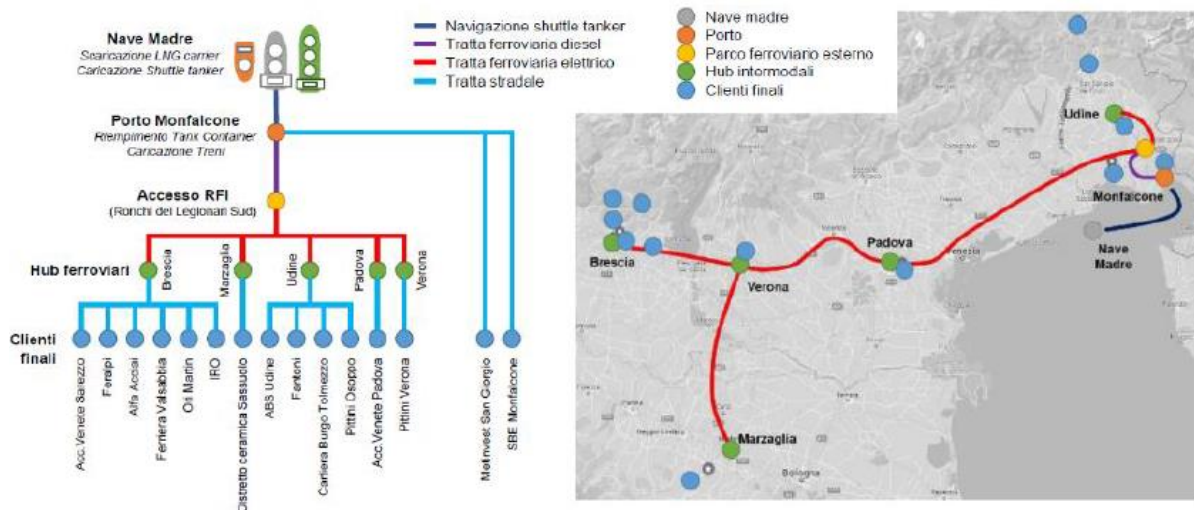 Nave Madre
Scaricazione LNG carrier
Caricazione Shuttle tanker
Navigazione shuttle tanker
Tratta ferroviaria diesel
Tratta ferroviaria elettrico
Tratta stradale
Nave madre
Porto
Parco ferroviario esterno
Hub intermodali
Clienti finali
Porto Monfalcone
Riempimento Tank Container
Caricazione Treni
Accesso RFI
(Ronchi dei Legionari Sud)
Hub ferroviari
Brescia
Marzaglia
Udine
Padova
Verona
Clienti
finali
Acc.Venete Sarezzo
Feralpi
Alfa Acciai
Ferriera Valsabbia
Ori Martin
IRO
Distretto ceramica Sassuolo
ABS Udine
Fantoni
Cartiera Burgo Tolmezzo
Pittini Osoppo
Acc.Venete Padova
Pittini Verona
Metinvest San Giorgio
SBE Monfalcone
Udine
Monfalcone
Nave
Madre
Padova
Venezia
Brescia
Verona
Marzaglia
Bologna